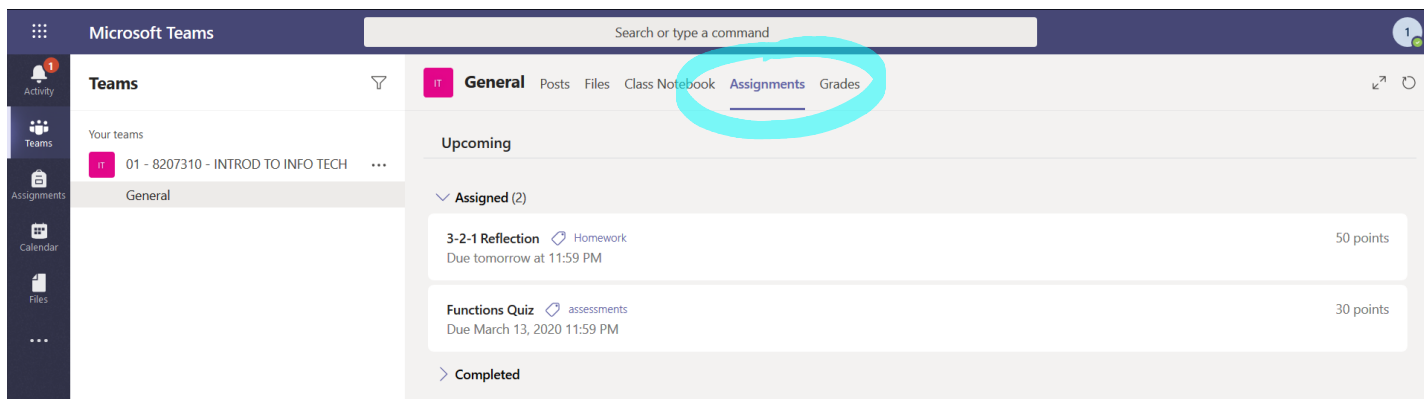 Microsoft Teams
Search or type a command
1
1
Activity
Teams
Assignments
Calendar
Files
Teams
Your teams
IT 01 - 8207310 - INTROD TO INFO TECH
General
IT General Posts Files Class Notebook Assignments Grades
Upcoming
Assigned (2)
3-2-1 Reflection Homework 50 points
Due tomorrow at 11:59 PM
Functions Quiz assessments 30 points
Due March 13, 2020 11:59 PM
Completed